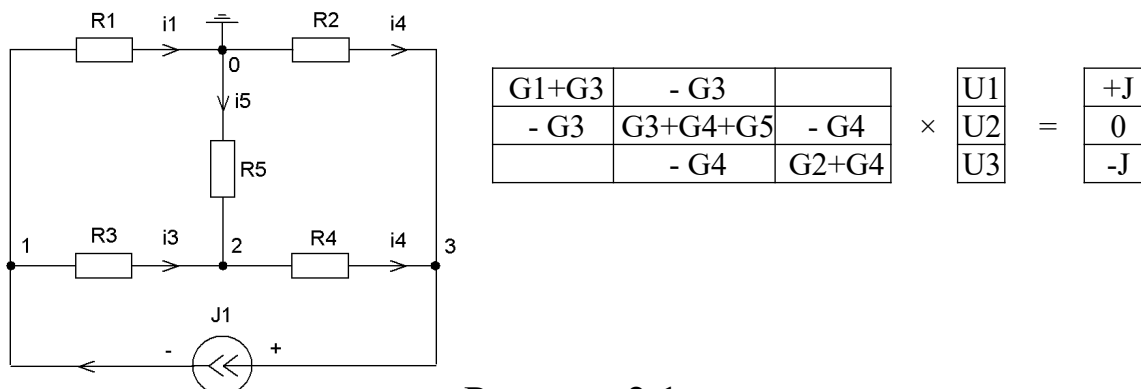 R1 i1 R2 i4
0
i5
R5
1 R3 i3 2 R4 i4 3
J1
- +
G1+G3 - G3 U1 +J
- G3 G3+G4+G5 - G4 × U2 = 0
- G4 G2+G4 U3 -J